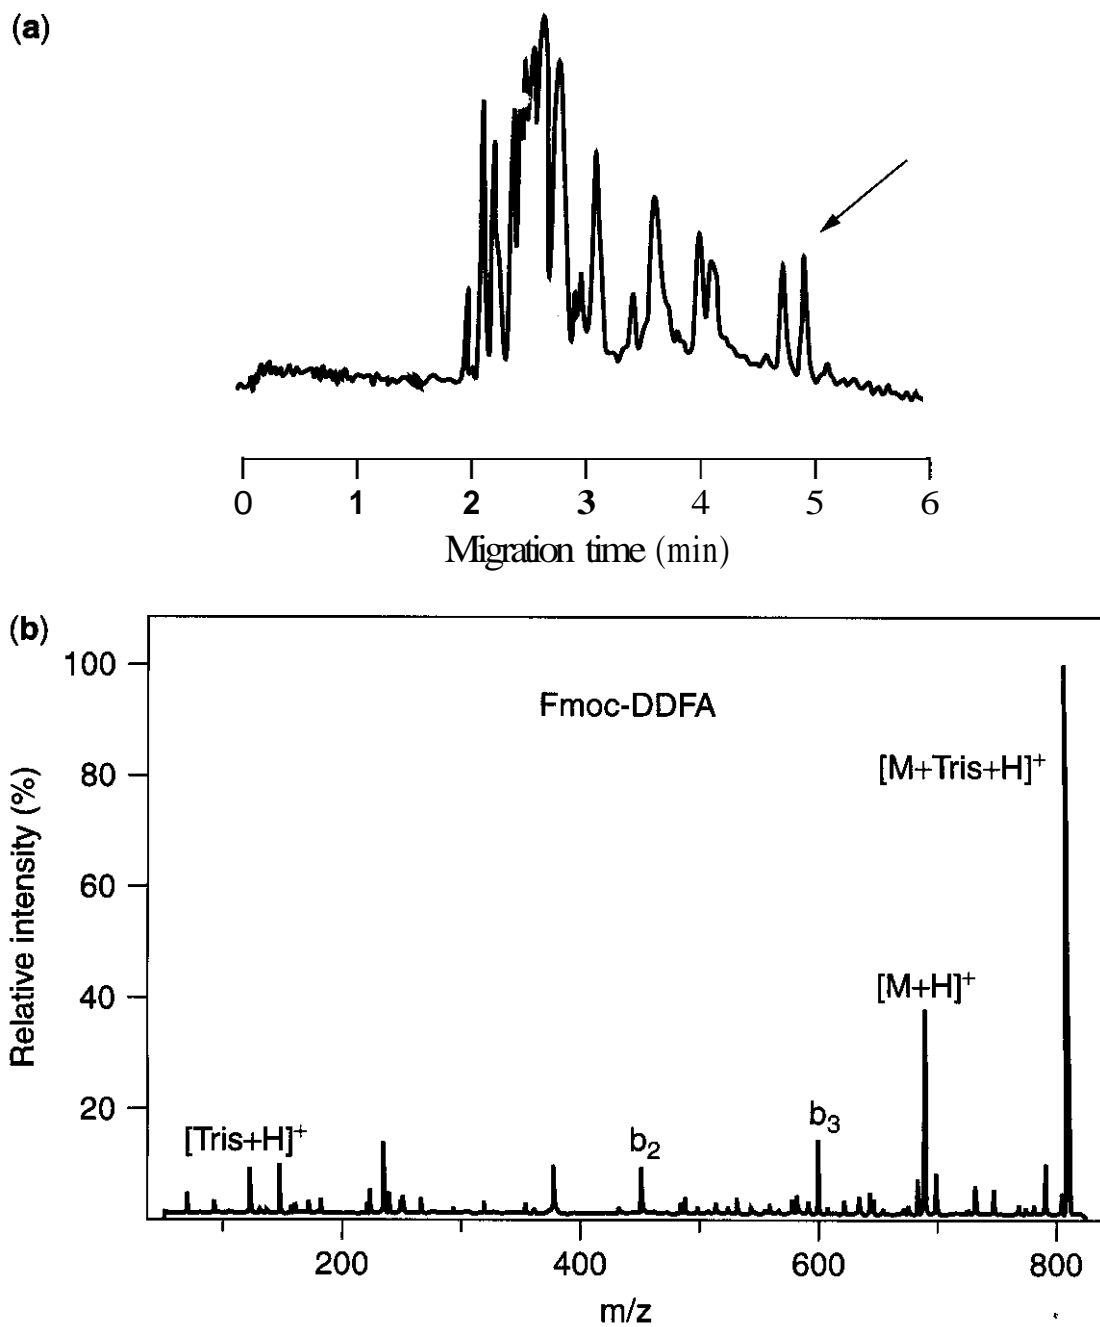 (a)
0 1 2 3 4 5 6
Migration time (min)
(b)
100
80
60
40
20
Relative intensity (%)
Fmoc-DDFA
[M+Tris+H]⁺
[M+H]⁺
[Tris+H]⁺
b₂
b₃
200 400 600 800
m/z